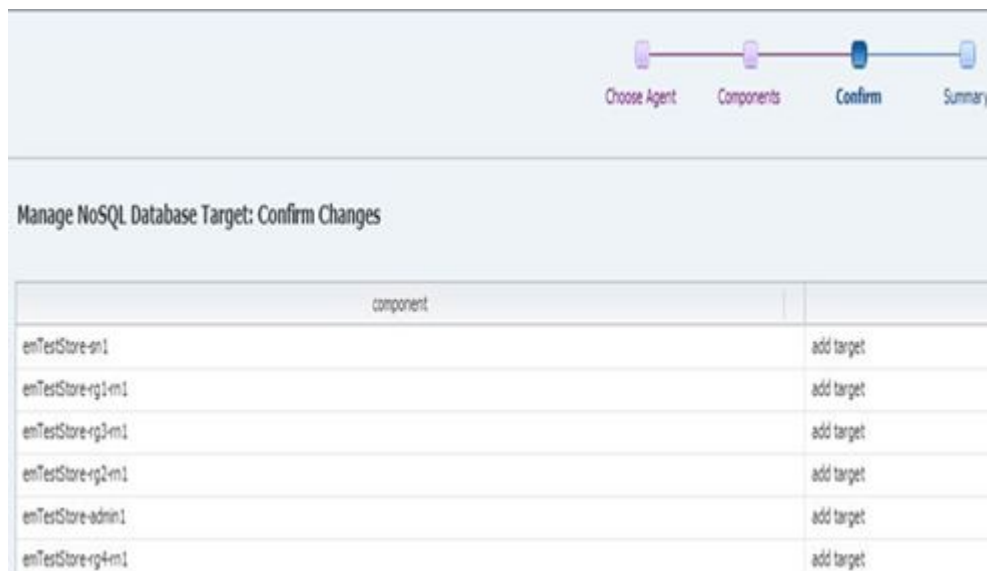 Choose Agent Components Confirm Summary
Manage NoSQL Database Target: Confirm Changes
component
emTestStore-sn1 add target
emTestStore-rg1-rn1 add target
emTestStore-rg3-rn1 add target
emTestStore-rg2-rn1 add target
emTestStore-admin1 add target
emTestStore-rg4-rn1 add target